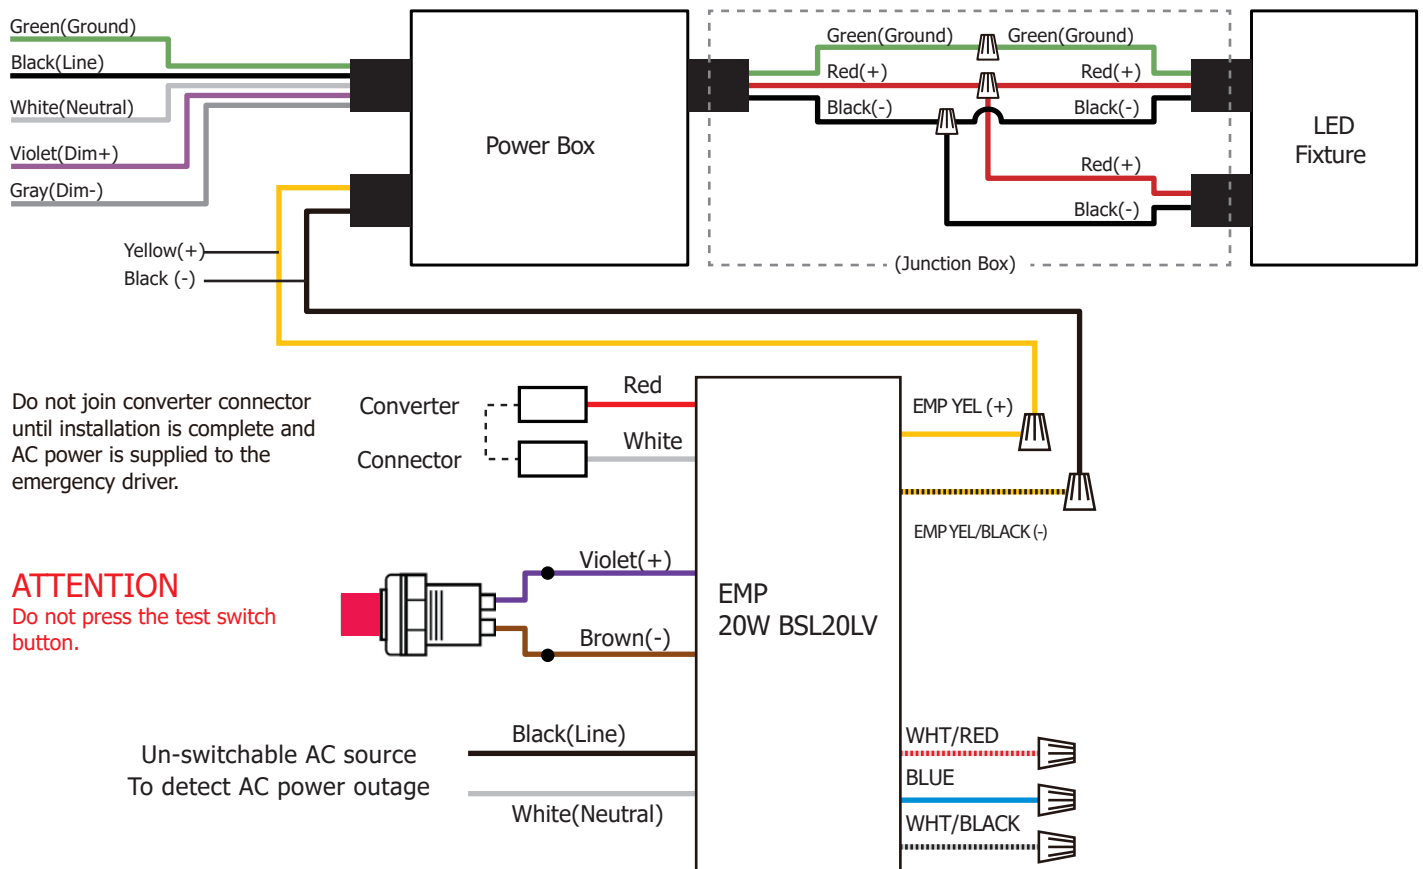 Green(Ground)
Black(Line)
White(Neutral)
Violet(Dim+)
Gray(Dim-)
Yellow(+)
Black (-)
Power Box
Green(Ground)
Green(Ground)
Red(+)
Red(+)
Black(-)
Black(-)
Red(+)
Black(-)
(Junction Box)
LED
Fixture
Do not join converter connector
until installation is complete and
AC power is supplied to the
emergency driver.
Converter
Connector
Red
White
EMP YEL (+)
EMP YEL/BLACK (-)
ATTENTION
Do not press the test switch
button.
Violet(+)
Brown(-)
EMP
20W BSL20LV
Un-switchable AC source
To detect AC power outage
Black(Line)
White(Neutral)
WHT/RED
BLUE
WHT/BLACK